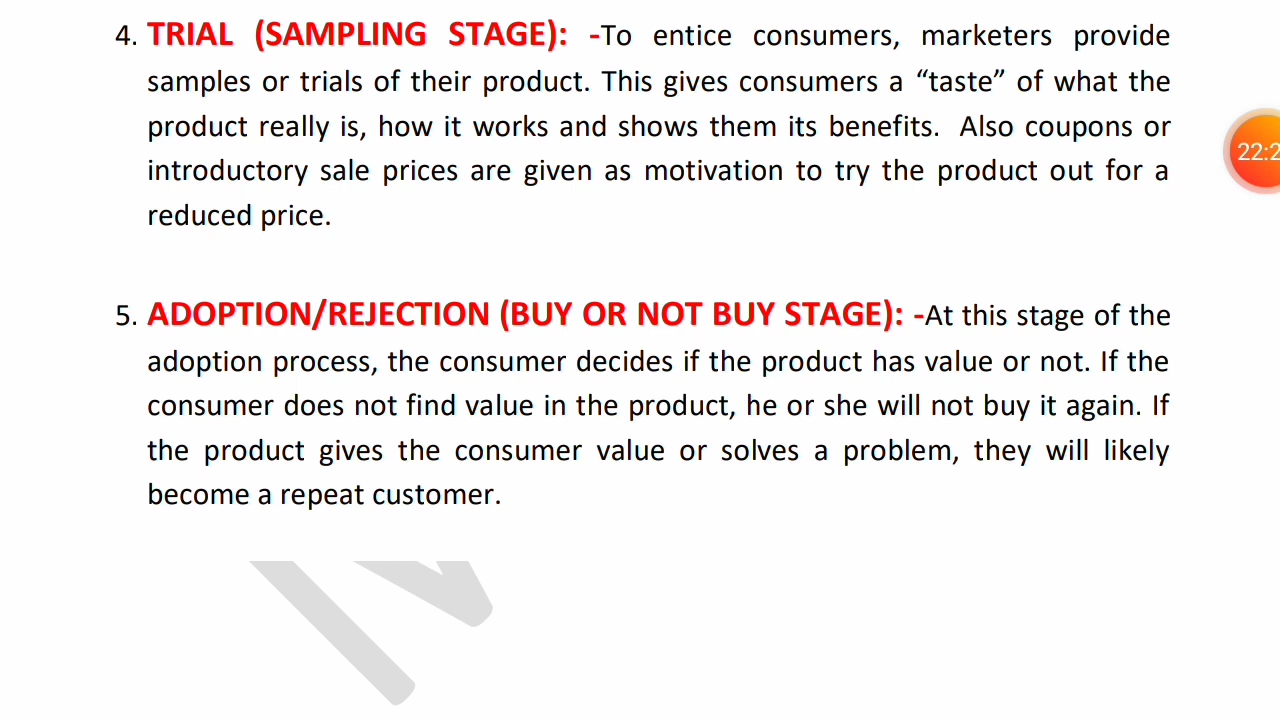 4. TRIAL (SAMPLING STAGE): -To entice consumers, marketers provide
samples or trials of their product. This gives consumers a “taste” of what the
product really is, how it works and shows them its benefits.  Also coupons or
introductory sale prices are given as motivation to try the product out for a
reduced price.
5. ADOPTION/REJECTION (BUY OR NOT BUY STAGE): -At this stage of the
adoption process, the consumer decides if the product has value or not. If the
consumer does not find value in the product, he or she will not buy it again. If
the product gives the consumer value or solves a problem, they will likely
become a repeat customer.
22:2